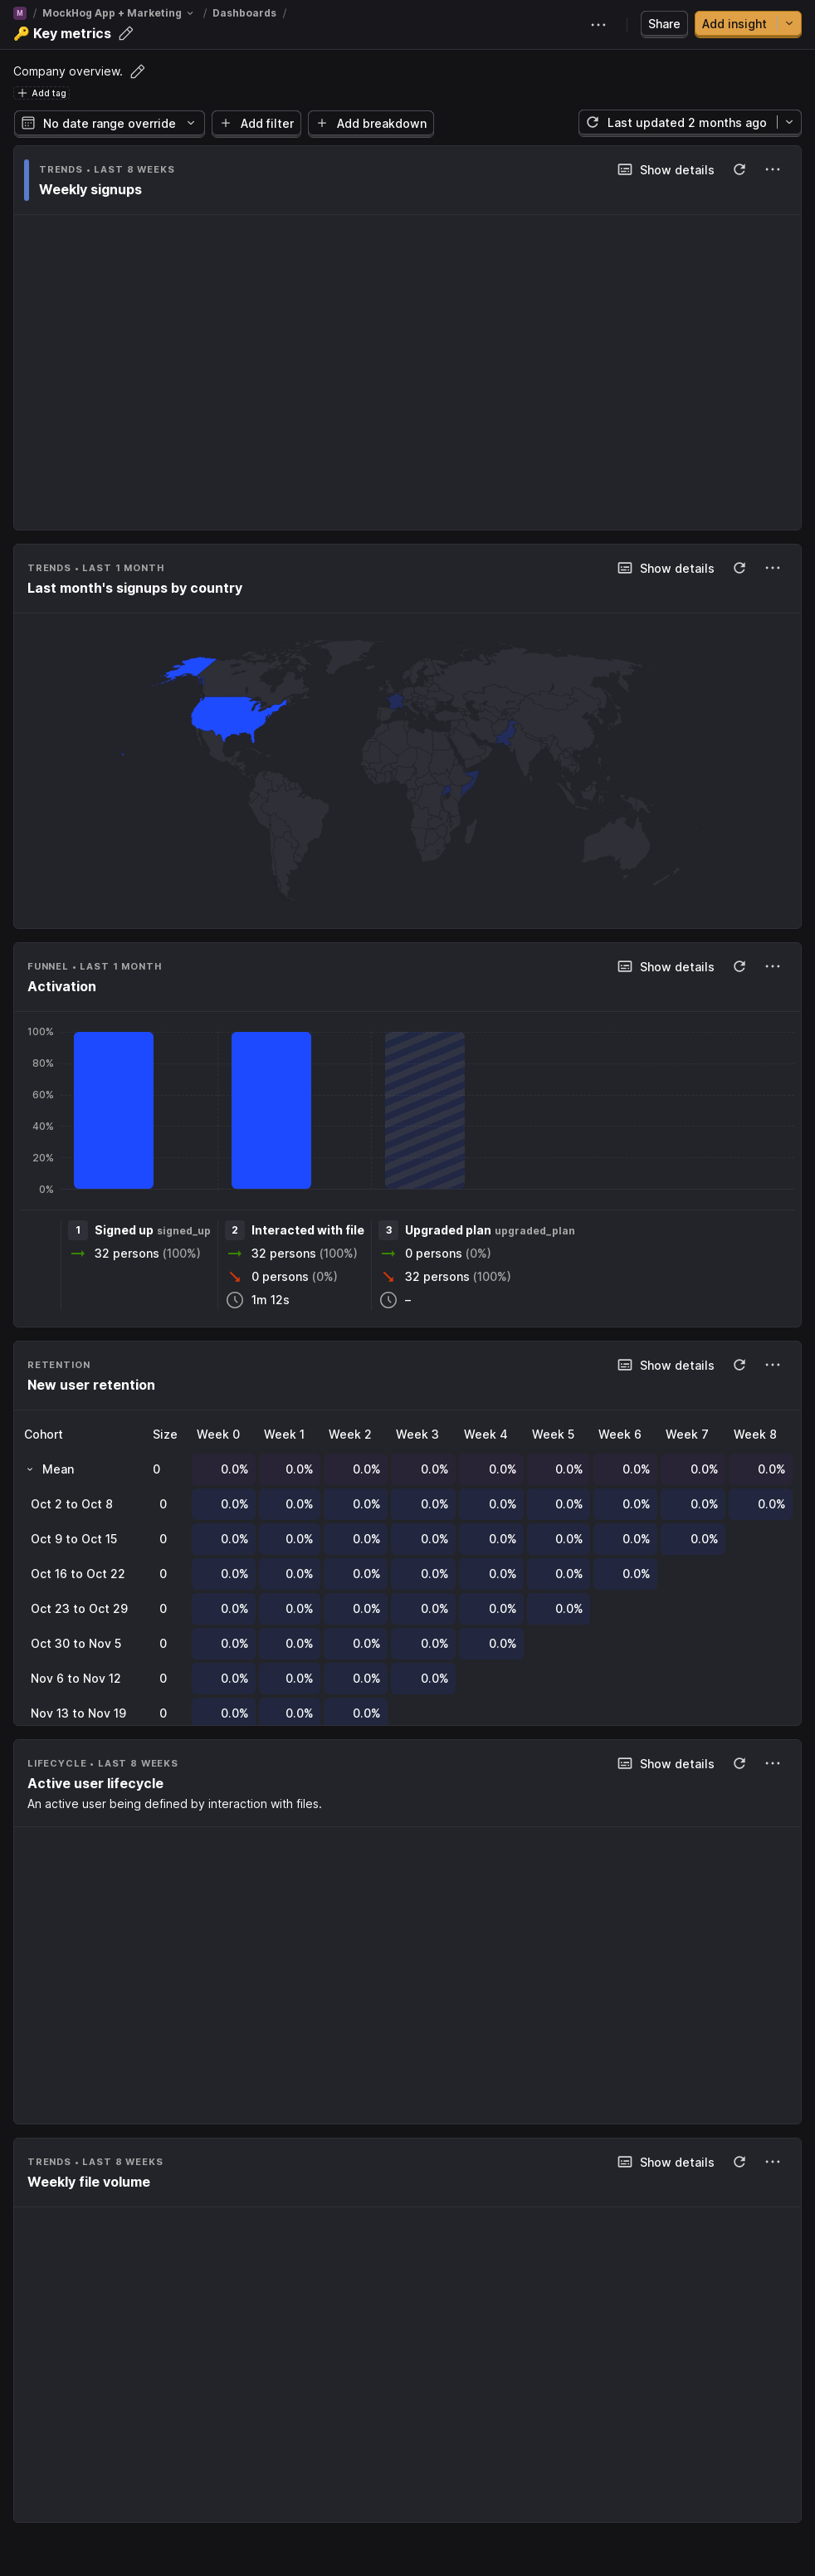 M / MockHog App + Marketing / Dashboards /
🔑 Key metrics
Share
Add insight
Company overview.
+ Add tag
No date range override
+ Add filter
+ Add breakdown
Last updated 2 months ago
TRENDS • LAST 8 WEEKS
Weekly signups
Show details
TRENDS • LAST 1 MONTH
Last month's signups by country
Show details
FUNNEL • LAST 1 MONTH
Activation
Show details
100%
80%
60%
40%
20%
0%
1 Signed up signed_up 2 Interacted with file 3 Upgraded plan upgraded_plan
32 persons (100%) 32 persons (100%) 0 persons (0%)
0 persons (0%) 32 persons (100%)
1m 12s –
RETENTION
New user retention
Show details
Cohort Size Week 0 Week 1 Week 2 Week 3 Week 4 Week 5 Week 6 Week 7 Week 8
Mean 0 0.0% 0.0% 0.0% 0.0% 0.0% 0.0% 0.0% 0.0% 0.0%
Oct 2 to Oct 8 0 0.0% 0.0% 0.0% 0.0% 0.0% 0.0% 0.0% 0.0% 0.0%
Oct 9 to Oct 15 0 0.0% 0.0% 0.0% 0.0% 0.0% 0.0% 0.0% 0.0%
Oct 16 to Oct 22 0 0.0% 0.0% 0.0% 0.0% 0.0% 0.0% 0.0%
Oct 23 to Oct 29 0 0.0% 0.0% 0.0% 0.0% 0.0% 0.0%
Oct 30 to Nov 5 0 0.0% 0.0% 0.0% 0.0% 0.0%
Nov 6 to Nov 12 0 0.0% 0.0% 0.0% 0.0%
Nov 13 to Nov 19 0 0.0% 0.0% 0.0%
LIFECYCLE • LAST 8 WEEKS
Active user lifecycle
An active user being defined by interaction with files.
Show details
TRENDS • LAST 8 WEEKS
Weekly file volume
Show details